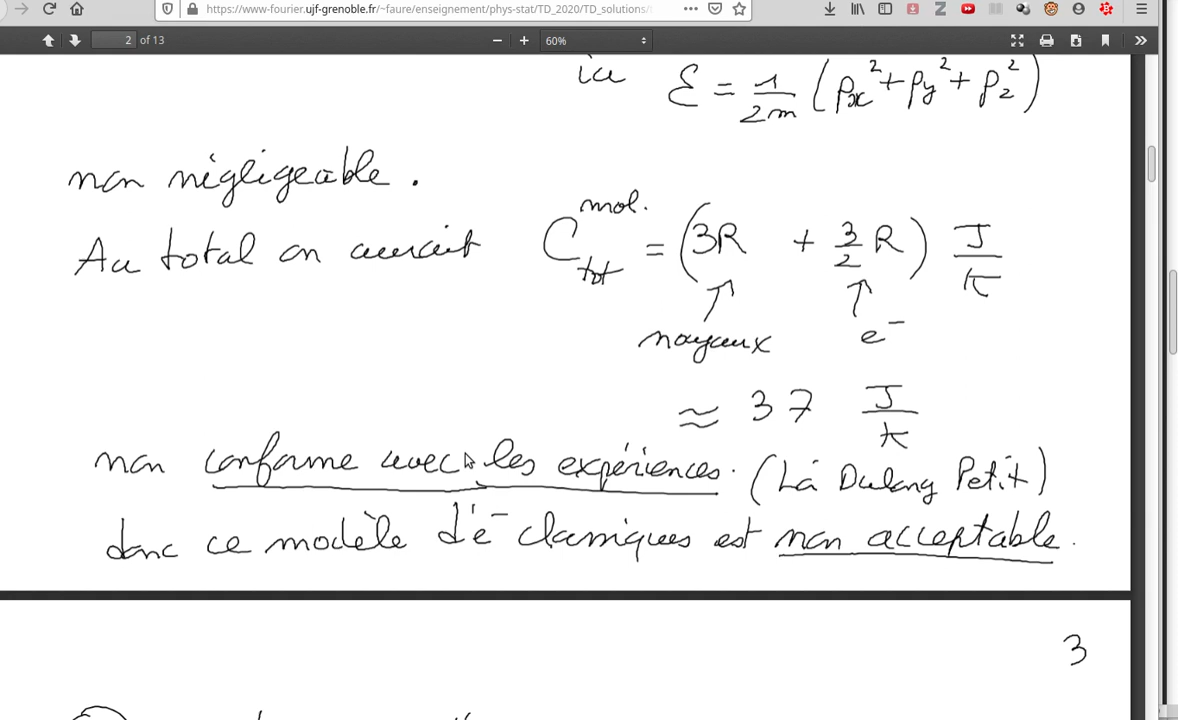 https://www-fourier.ujf-grenoble.fr/~faure/enseignement/phys-stat/TD_2020/TD_solutions/
2 of 13
60%
ici ℰ = 1/2m (px² + py² + pz²)
non négligeable.
Au total on aurait C tot mol. = (3R + 3/2 R) J/K
↑ ↑
noyaux e⁻
≈ 37 J/K
non conforme avec les expériences. (Là Dulong Petit)
donc ce modèle d'é⁻ classiques est non acceptable.
3